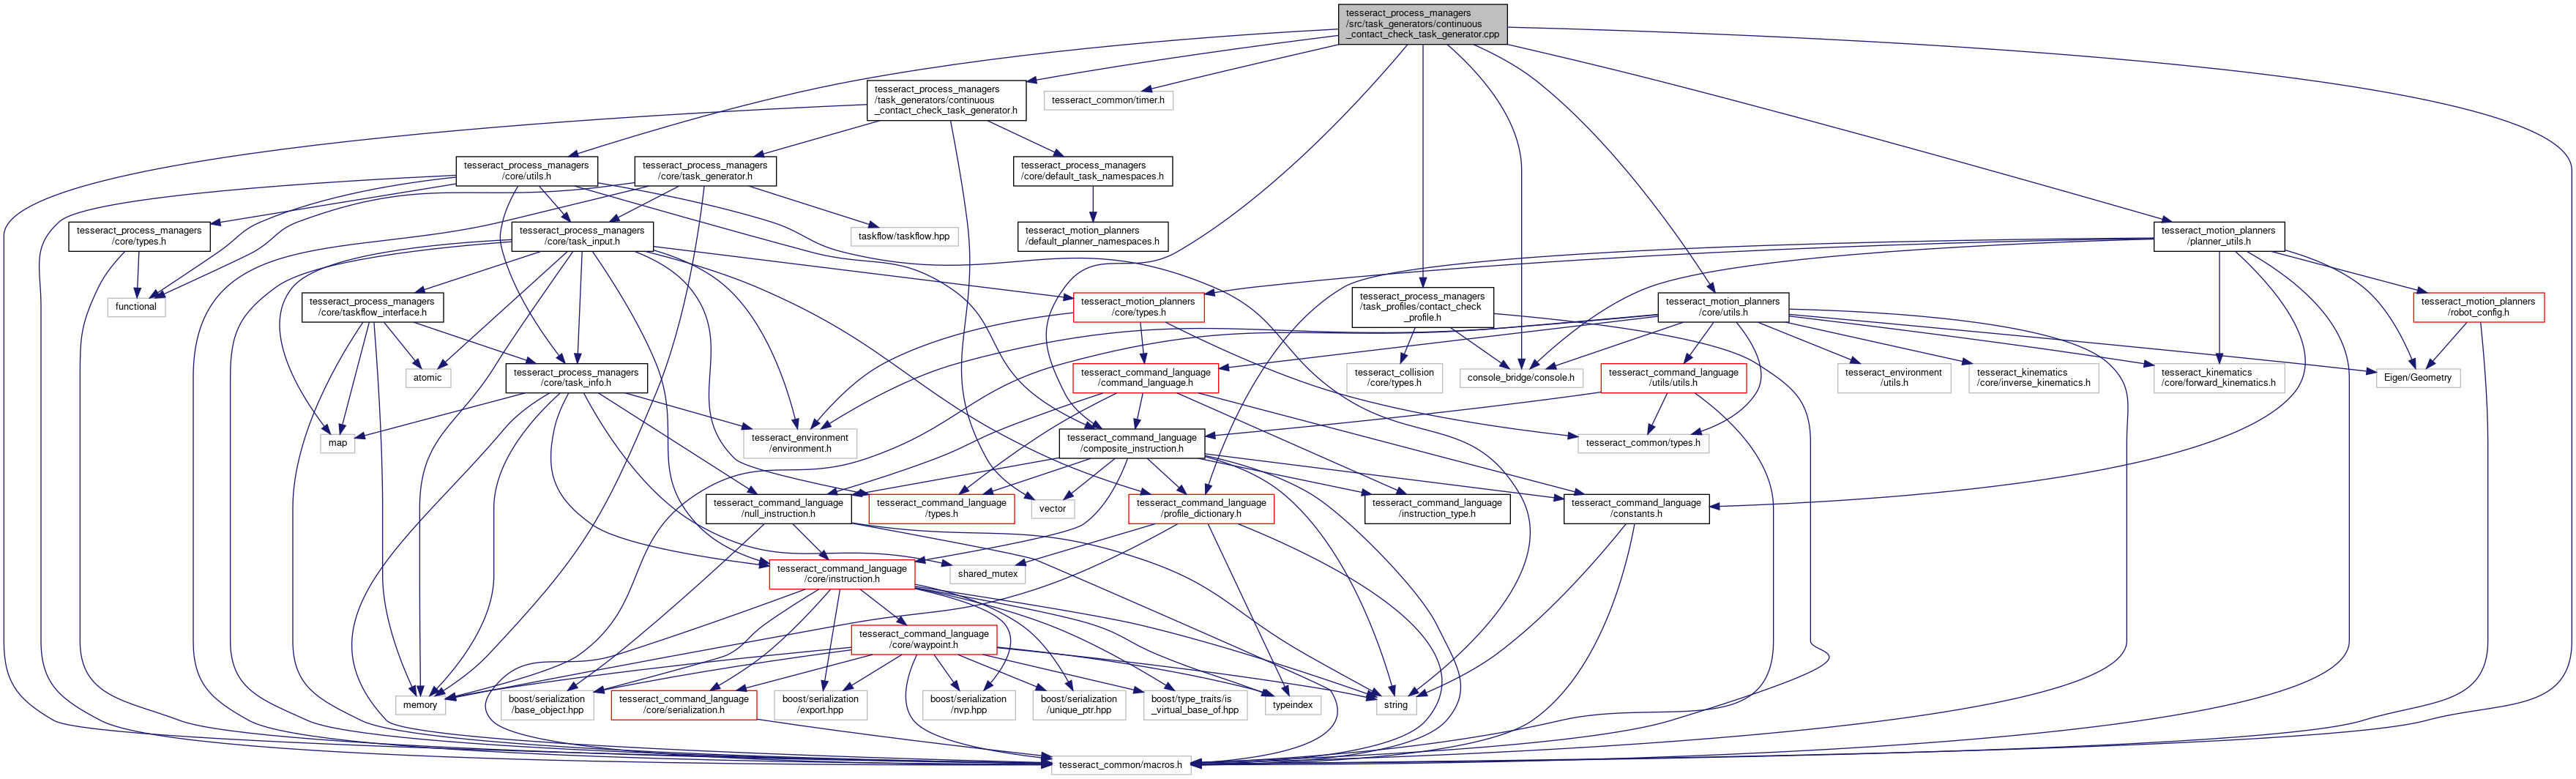 tesseract_process_managers
/src/task_generators/continuous
_contact_check_task_generator.cpp
tesseract_process_managers
/task_generators/continuous
_contact_check_task_generator.h
tesseract_common/timer.h
tesseract_process_managers
/core/utils.h
tesseract_process_managers
/core/task_generator.h
tesseract_process_managers
/core/default_task_namespaces.h
tesseract_process_managers
/core/types.h
tesseract_process_managers
/core/task_input.h
taskflow/taskflow.hpp
tesseract_motion_planners
/default_planner_namespaces.h
tesseract_motion_planners
/planner_utils.h
functional
tesseract_process_managers
/core/taskflow_interface.h
tesseract_motion_planners
/core/types.h
tesseract_process_managers
/task_profiles/contact_check
_profile.h
tesseract_motion_planners
/core/utils.h
tesseract_motion_planners
/robot_config.h
atomic
tesseract_process_managers
/core/task_info.h
tesseract_command_language
/command_language.h
tesseract_collision
/core/types.h
console_bridge/console.h
tesseract_command_language
/utils/utils.h
tesseract_environment
/utils.h
tesseract_kinematics
/core/inverse_kinematics.h
tesseract_kinematics
/core/forward_kinematics.h
Eigen/Geometry
map
tesseract_environment
/environment.h
tesseract_command_language
/composite_instruction.h
tesseract_common/types.h
tesseract_command_language
/null_instruction.h
tesseract_command_language
/types.h
vector
tesseract_command_language
/profile_dictionary.h
tesseract_command_language
/instruction_type.h
tesseract_command_language
/constants.h
tesseract_command_language
/core/instruction.h
shared_mutex
tesseract_command_language
/core/waypoint.h
memory
boost/serialization
/base_object.hpp
tesseract_command_language
/core/serialization.h
boost/serialization
/export.hpp
boost/serialization
/nvp.hpp
boost/serialization
/unique_ptr.hpp
boost/type_traits/is
_virtual_base_of.hpp
typeindex
string
tesseract_common/macros.h